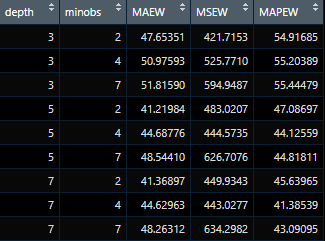 depth minobs MAEW MSEW MAPEW
3 2 47.65351 421.7153 54.91685
3 4 50.97593 525.7710 55.20389
3 7 51.81590 594.9487 55.44479
5 2 41.21984 483.0207 47.08697
5 4 44.68776 444.5735 44.12559
5 7 48.54410 626.7076 44.81811
7 2 41.36897 449.9343 45.63965
7 4 44.62963 443.0277 41.38539
7 7 48.26312 634.2982 43.09095